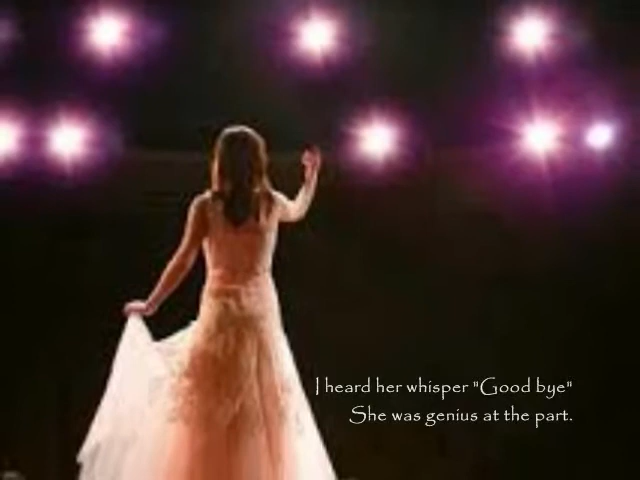 I heard her whisper "Good bye"
She was genius at the part.